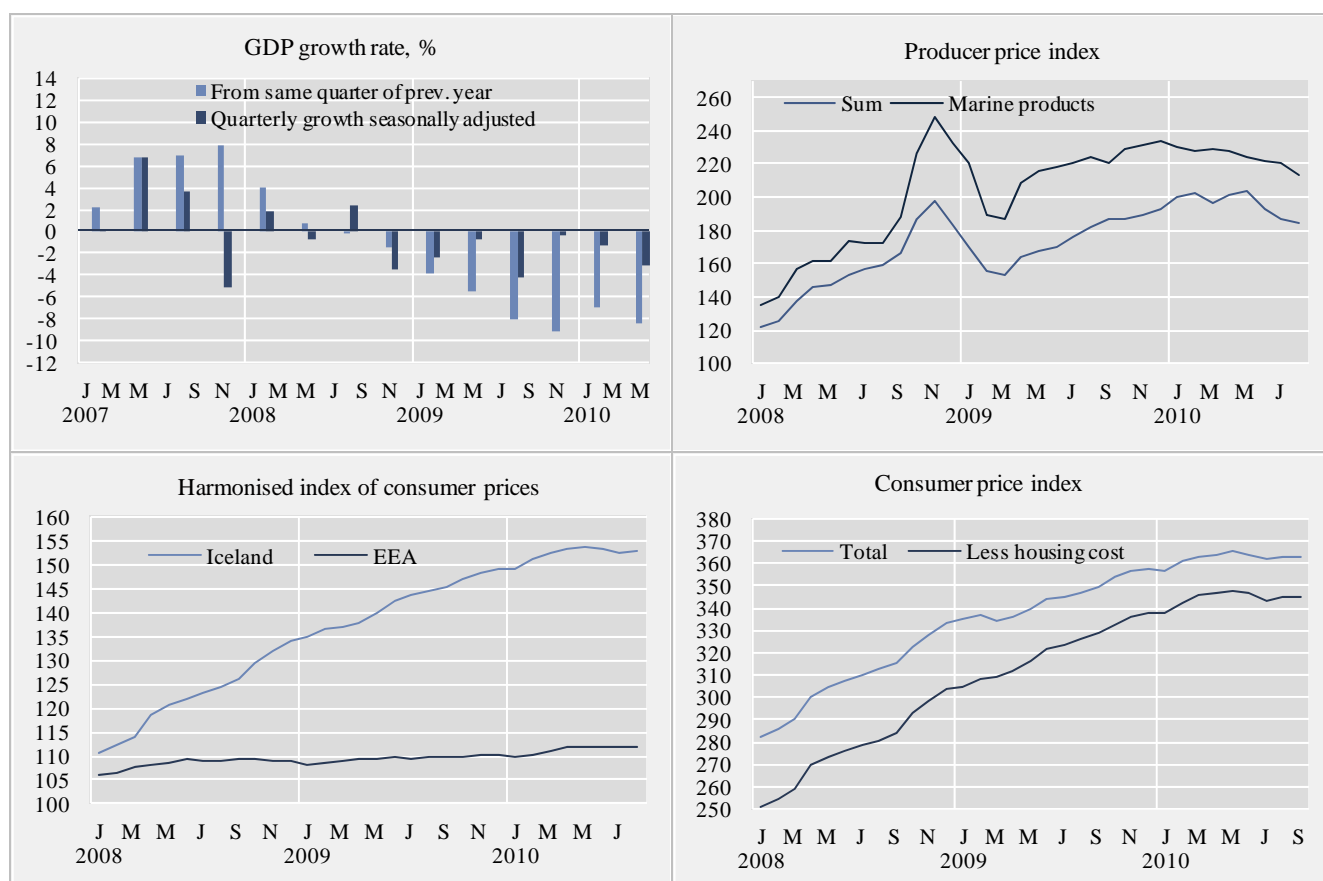 GDP growth rate, %
14
12
10
8
6
4
2
0
-2
-4
-6
-8
-10
-12
From same quarter of prev. year
Quarterly growth seasonally adjusted
J M M J S N J M M J S N J M M J S N J M M
2007 2008 2009 2010
Producer price index
260
240
220
200
180
160
140
120
100
Sum Marine products
J M M J S N J M M J S N J M M J
2008 2009 2010
Harmonised index of consumer prices
160
155
150
145
140
135
130
125
120
115
110
105
100
Iceland EEA
J M M J S N J M M J S N J M M J
2008 2009 2010
Consumer price index
380
370
360
350
340
330
320
310
300
290
280
270
260
250
Total Less housing cost
J M M J S N J M M J S N J M M J S
2008 2009 2010